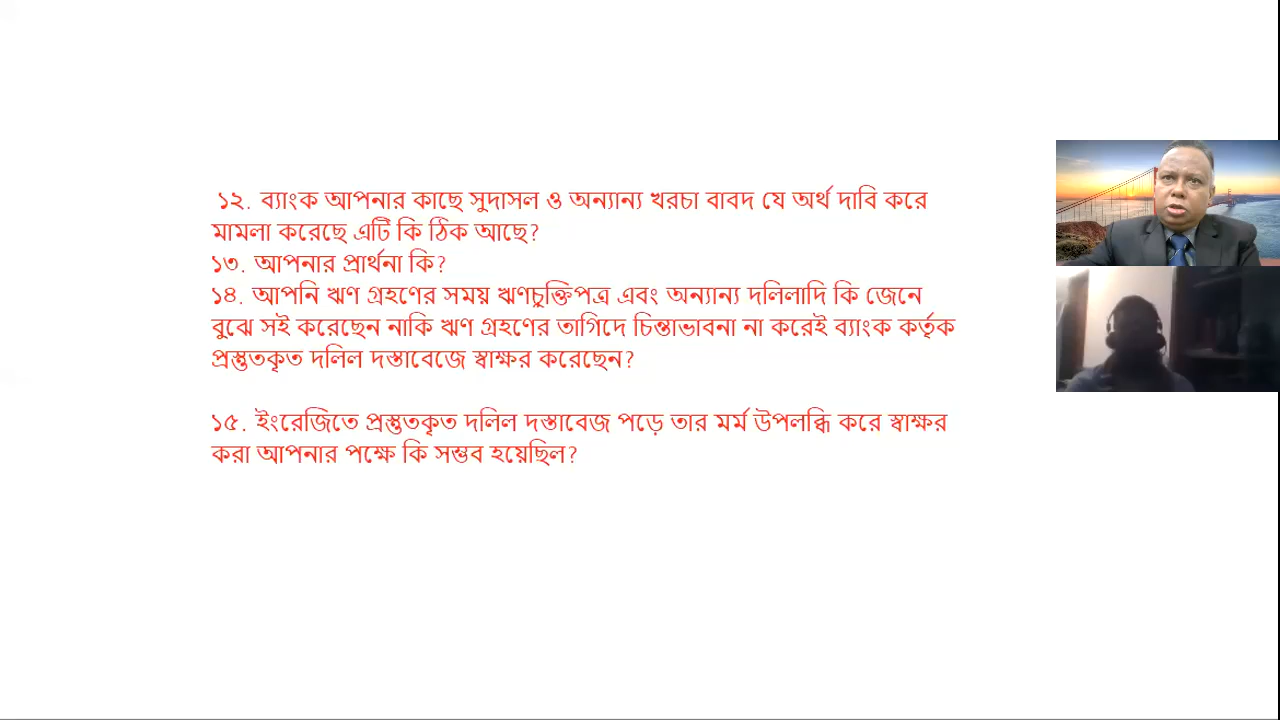 ১২. ব্যাংক আপনার কাছে সুদাসল ও অন্যান্য খরচা বাবদ যে অর্থ দাবি করে
মামলা করেছে এটি কি ঠিক আছে?
১৩. আপনার প্রার্থনা কি?
১৪. আপনি ঋণ গ্রহণের সময় ঋণচুক্তিপত্র এবং অন্যান্য দলিলাদি কি জেনে
বুঝে সই করেছেন নাকি ঋণ গ্রহণের তাগিদে চিন্তাভাবনা না করেই ব্যাংক কর্তৃক
প্রস্তুতকৃত দলিল দস্তাবেজে স্বাক্ষর করেছেন?
১৫. ইংরেজিতে প্রস্তুতকৃত দলিল দস্তাবেজ পড়ে তার মর্ম উপলব্ধি করে স্বাক্ষর
করা আপনার পক্ষে কি সম্ভব হয়েছিল?